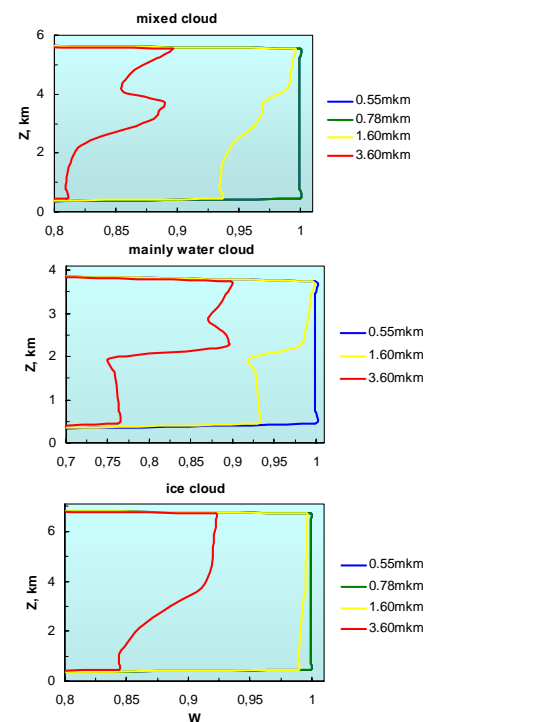 mixed cloud
6
4
2
0
Z, km
0,8 0,85 0,9 0,95 1
0.55mkm
0.78mkm
1.60mkm
3.60mkm
mainly water cloud
4
3
2
1
0
Z, km
0,7 0,75 0,8 0,85 0,9 0,95 1
0.55mkm
1.60mkm
3.60mkm
ice cloud
6
4
2
0
Z, km
0,8 0,85 0,9 0,95 1
W
0.55mkm
0.78mkm
1.60mkm
3.60mkm